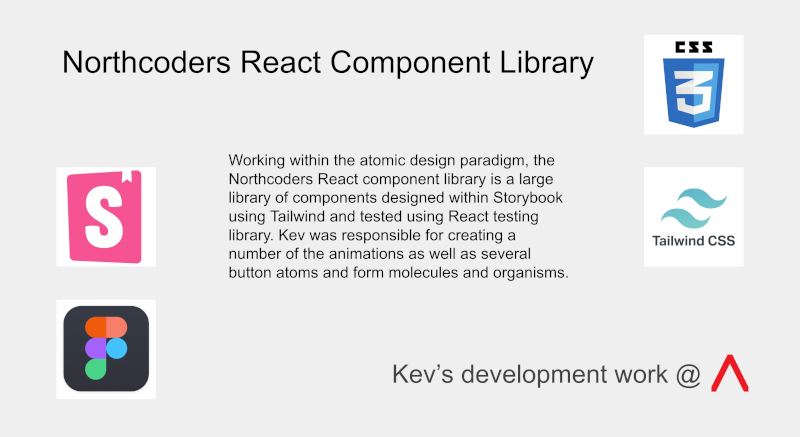 Northcoders React Component Library
CSS
3
Working within the atomic design paradigm, the
Northcoders React component library is a large
library of components designed within Storybook
using Tailwind and tested using React testing
library. Kev was responsible for creating a
number of the animations as well as several
button atoms and form molecules and organisms.
S
Tailwind CSS
Kev’s development work @